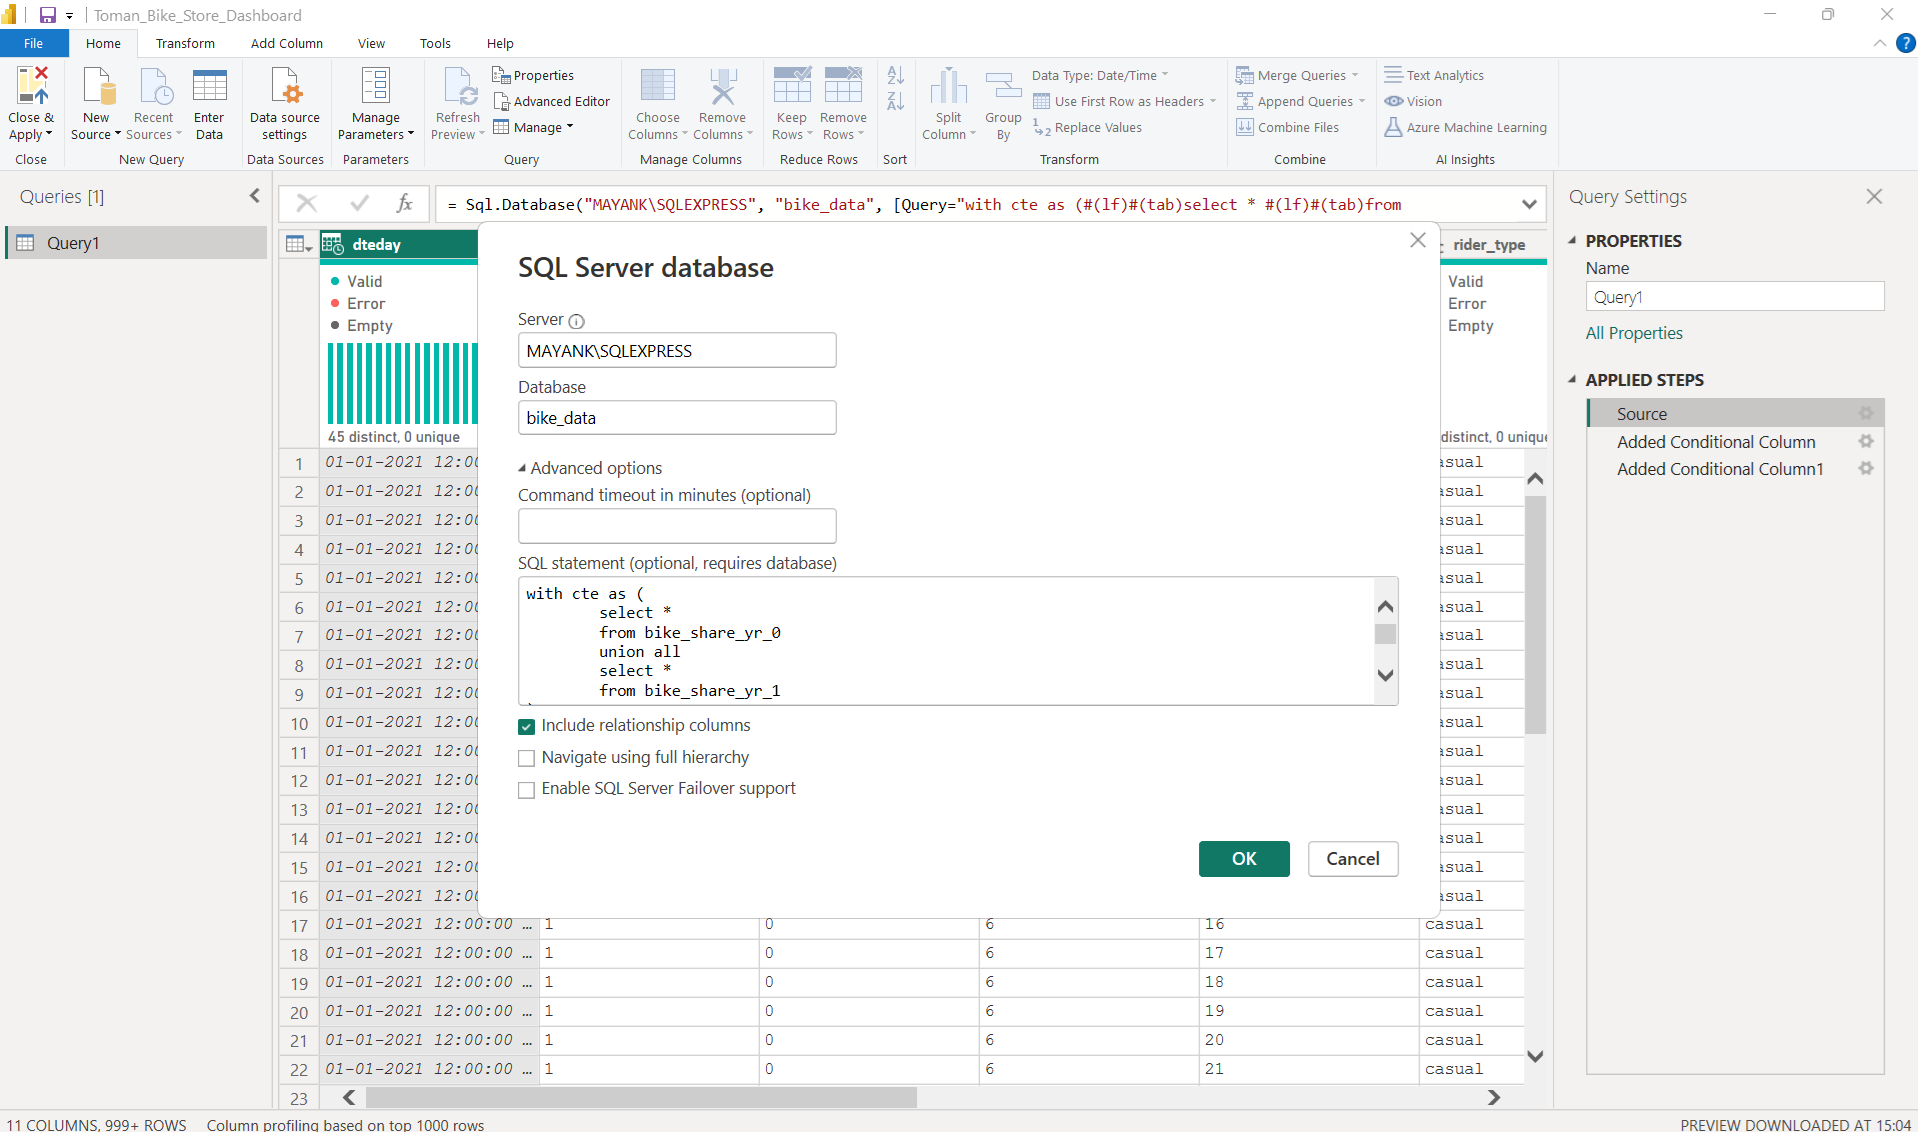 Toman_Bike_Store_Dashboard
File Home Transform Add Column View Tools Help
Close & Apply
Close
New Source
Recent Sources
Enter Data
New Query
Data source settings
Data Sources
Manage Parameters
Parameters
Refresh Preview
Properties
Advanced Editor
Manage
Query
Choose Columns
Remove Columns
Manage Columns
Keep Rows
Remove Rows
Reduce Rows
Sort
Split Column
Group By
Data Type: Date/Time
Use First Row as Headers
Replace Values
Transform
Merge Queries
Append Queries
Combine Files
Combine
Text Analytics
Vision
Azure Machine Learning
AI Insights
Queries [1]
Query1
fx
= Sql.Database("MAYANK\SQLEXPRESS", "bike_data", [Query="with cte as (#(lf)#(tab)select * #(lf)#(tab)from
dteday
Valid
Error
Empty
45 distinct, 0 unique
rider_type
Valid
Error
Empty
distinct, 0 unique
SQL Server database
Server
MAYANK\SQLEXPRESS
Database
bike_data
Advanced options
Command timeout in minutes (optional)
SQL statement (optional, requires database)
with cte as (
select *
from bike_share_yr_0
union all
select *
from bike_share_yr_1
Include relationship columns
Navigate using full hierarchy
Enable SQL Server Failover support
OK Cancel
1 01-01-2021 12:00 asual
2 01-01-2021 12:00 asual
3 01-01-2021 12:00 asual
4 01-01-2021 12:00 asual
5 01-01-2021 12:00 asual
6 01-01-2021 12:00 asual
7 01-01-2021 12:00 asual
8 01-01-2021 12:00 asual
9 01-01-2021 12:00 asual
10 01-01-2021 12:00 asual
11 01-01-2021 12:00 asual
12 01-01-2021 12:00 asual
13 01-01-2021 12:00 asual
14 01-01-2021 12:00 asual
15 01-01-2021 12:00 asual
16 01-01-2021 12:00 asual
17 01-01-2021 12:00:00 ... 1 0 6 16 casual
18 01-01-2021 12:00:00 ... 1 0 6 17 casual
19 01-01-2021 12:00:00 ... 1 0 6 18 casual
20 01-01-2021 12:00:00 ... 1 0 6 19 casual
21 01-01-2021 12:00:00 ... 1 0 6 20 casual
22 01-01-2021 12:00:00 ... 1 0 6 21 casual
23
Query Settings
PROPERTIES
Name
Query1
All Properties
APPLIED STEPS
Source
Added Conditional Column
Added Conditional Column1
11 COLUMNS, 999+ ROWS Column profiling based on top 1000 rows
PREVIEW DOWNLOADED AT 15:04